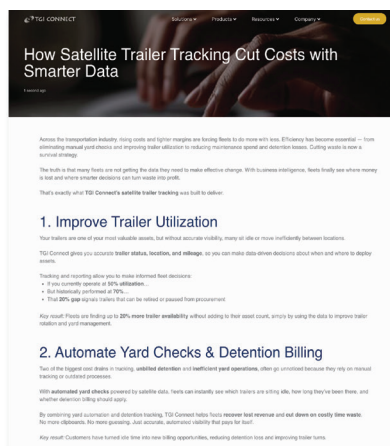 TGI CONNECT
Solutions
Products
Resources
Company
Contact us
How Satellite Trailer Tracking Cut Costs with
Smarter Data
Across the transportation industry, rising costs and tighter margins are forcing fleets to do more with less. Efficiency has become essential — from
eliminating manual yard checks and improving trailer utilization to reducing maintenance spend and detention losses. Cutting waste is now a
survival strategy.
The truth is that many fleets are not getting the data they need to make effective change. With business intelligence, fleets finally see where money
is lost and where smarter decisions can turn waste into profit.
That's exactly what TGI Connect's satellite trailer tracking was built to deliver.
1. Improve Trailer Utilization
Your trailers are one of your most valuable assets, but without accurate visibility, many sit idle or move inefficiently between locations.
TGI Connect gives you accurate trailer status, location, and mileage, so you can make data-driven decisions about when and where to deploy
assets.
Tracking and reporting allow you to make informed fleet decisions:
• If you currently operate at 50% utilization…
• But historically performed at 70%…
• That 20% gap signals trailers that can be retired or paused from procurement
Key result: Fleets are finding up to 20% more trailer availability without adding to their asset count, simply by using the data to improve trailer
rotation and yard management.
2. Automate Yard Checks & Detention Billing
Two of the biggest cost drains in trucking, unbilled detention and inefficient yard operations, often go unnoticed because they rely on manual
tracking or outdated processes.
With automated yard checks powered by satellite data, fleets can instantly see which trailers are sitting idle, how long they've been there, and
whether detention billing should apply.
By combining yard automation and detention tracking, TGI Connect helps fleets recover lost revenue and cut down on costly time waste:
No more clipboards. No more guessing. Just accurate, automated visibility that pays for itself.
Key result: Customers have turned idle time into new billing opportunities, reducing detention loss and improving trailer turns.